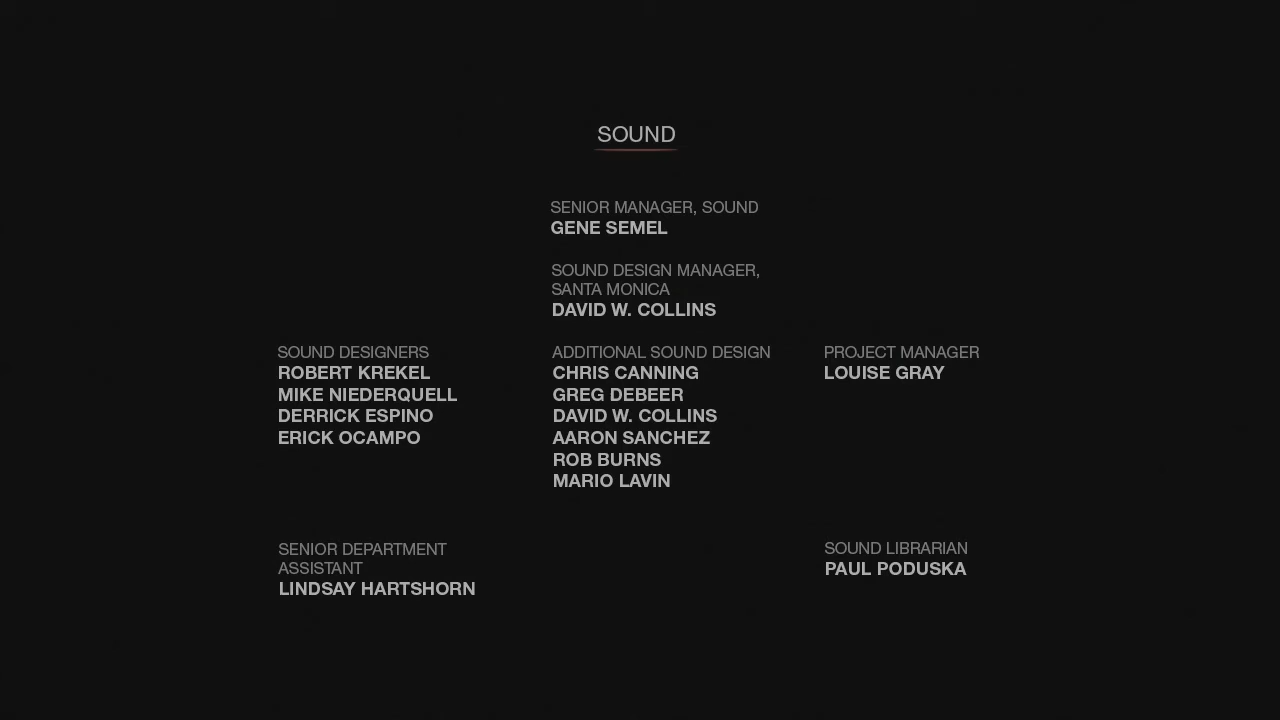 SOUND
SENIOR MANAGER, SOUND
GENE SEMEL
SOUND DESIGN MANAGER,
SANTA MONICA
DAVID W. COLLINS
SOUND DESIGNERS
ROBERT KREKEL
MIKE NIEDERQUELL
DERRICK ESPINO
ERICK OCAMPO
ADDITIONAL SOUND DESIGN
CHRIS CANNING
GREG DEBEER
DAVID W. COLLINS
AARON SANCHEZ
ROB BURNS
MARIO LAVIN
PROJECT MANAGER
LOUISE GRAY
SENIOR DEPARTMENT
ASSISTANT
LINDSAY HARTSHORN
SOUND LIBRARIAN
PAUL PODUSKA